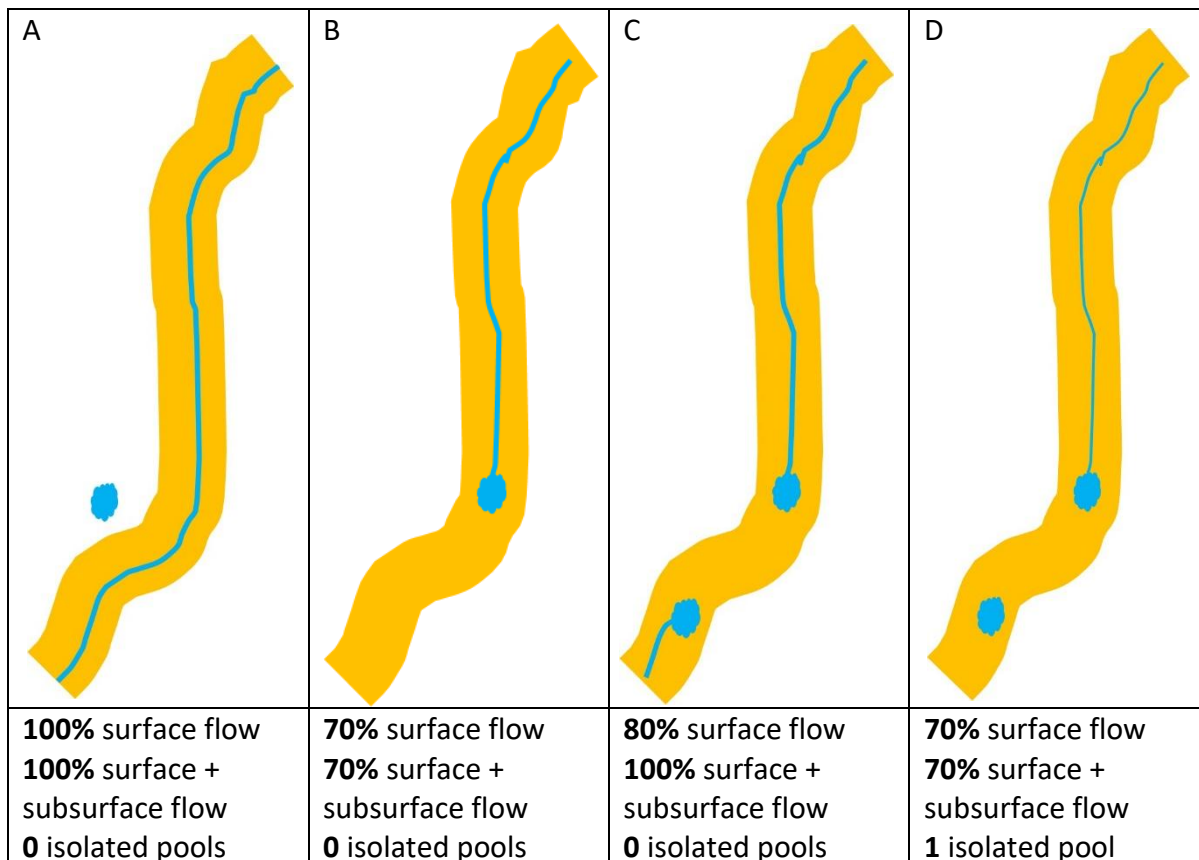 A
B
C
D
100% surface flow
100% surface +
subsurface flow
0 isolated pools
70% surface flow
70% surface +
subsurface flow
0 isolated pools
80% surface flow
100% surface +
subsurface flow
0 isolated pools
70% surface flow
70% surface +
subsurface flow
1 isolated pool